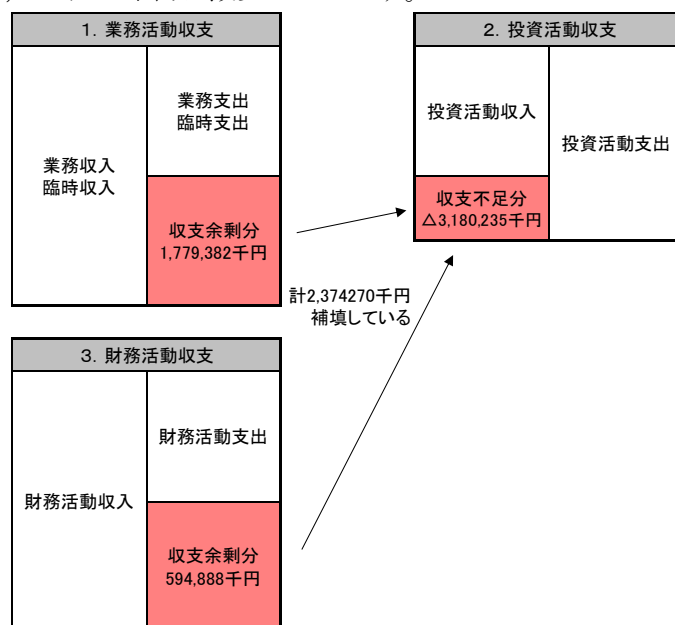 1．業務活動収支
業務収入
臨時収入
業務支出
臨時支出
収支余剰分
1,779,382千円
2．投資活動収支
投資活動収入
収支不足分
△3,180,235千円
投資活動支出
計2,374270千円
補填している
3．財務活動収支
財務活動収入
財務活動支出
収支余剰分
594,888千円